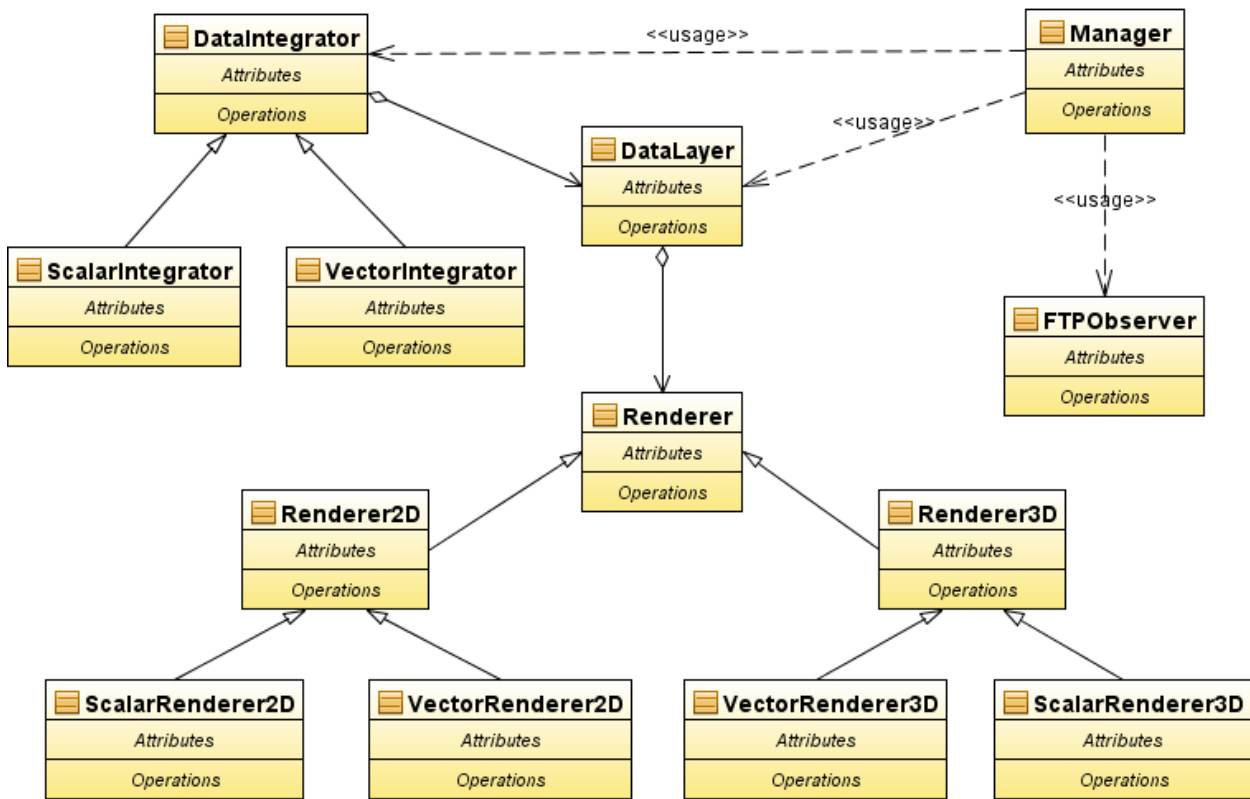 DataIntegrator
Attributes
Operations
<<usage>>
Manager
Attributes
Operations
<<usage>>
DataLayer
Attributes
Operations
<<usage>>
ScalarIntegrator
Attributes
Operations
VectorIntegrator
Attributes
Operations
FTPObserver
Attributes
Operations
Renderer
Attributes
Operations
Renderer2D
Attributes
Operations
Renderer3D
Attributes
Operations
ScalarRenderer2D
Attributes
Operations
VectorRenderer2D
Attributes
Operations
VectorRenderer3D
Attributes
Operations
ScalarRenderer3D
Attributes
Operations